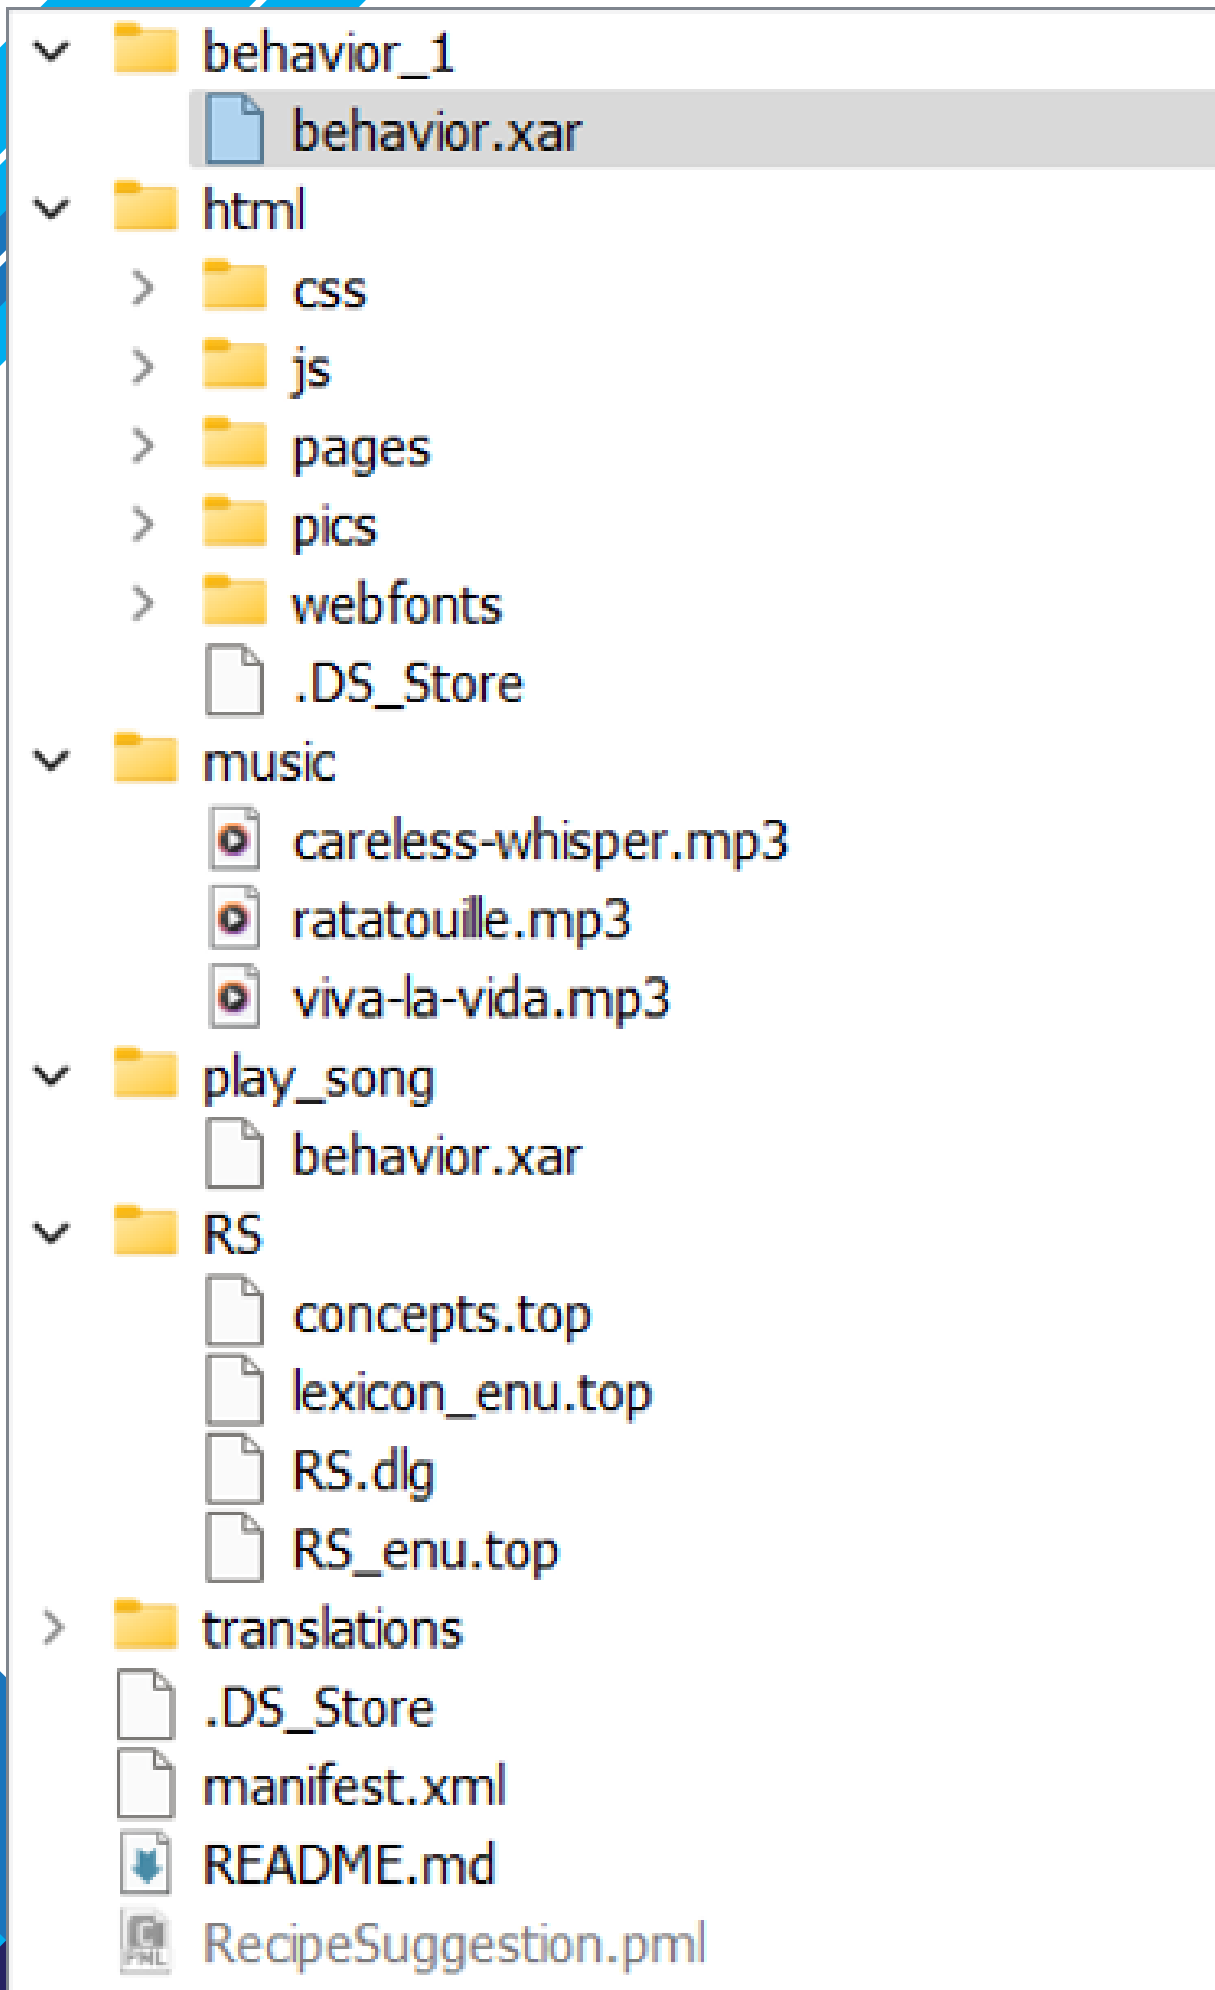 behavior_1
behavior.xar
html
css
js
pages
pics
webfonts
.DS_Store
music
careless-whisper.mp3
ratatouille.mp3
viva-la-vida.mp3
play_song
behavior.xar
RS
concepts.top
lexicon_enu.top
RS.dlg
RS_enu.top
translations
.DS_Store
manifest.xml
README.md
RecipeSuggestion.pml